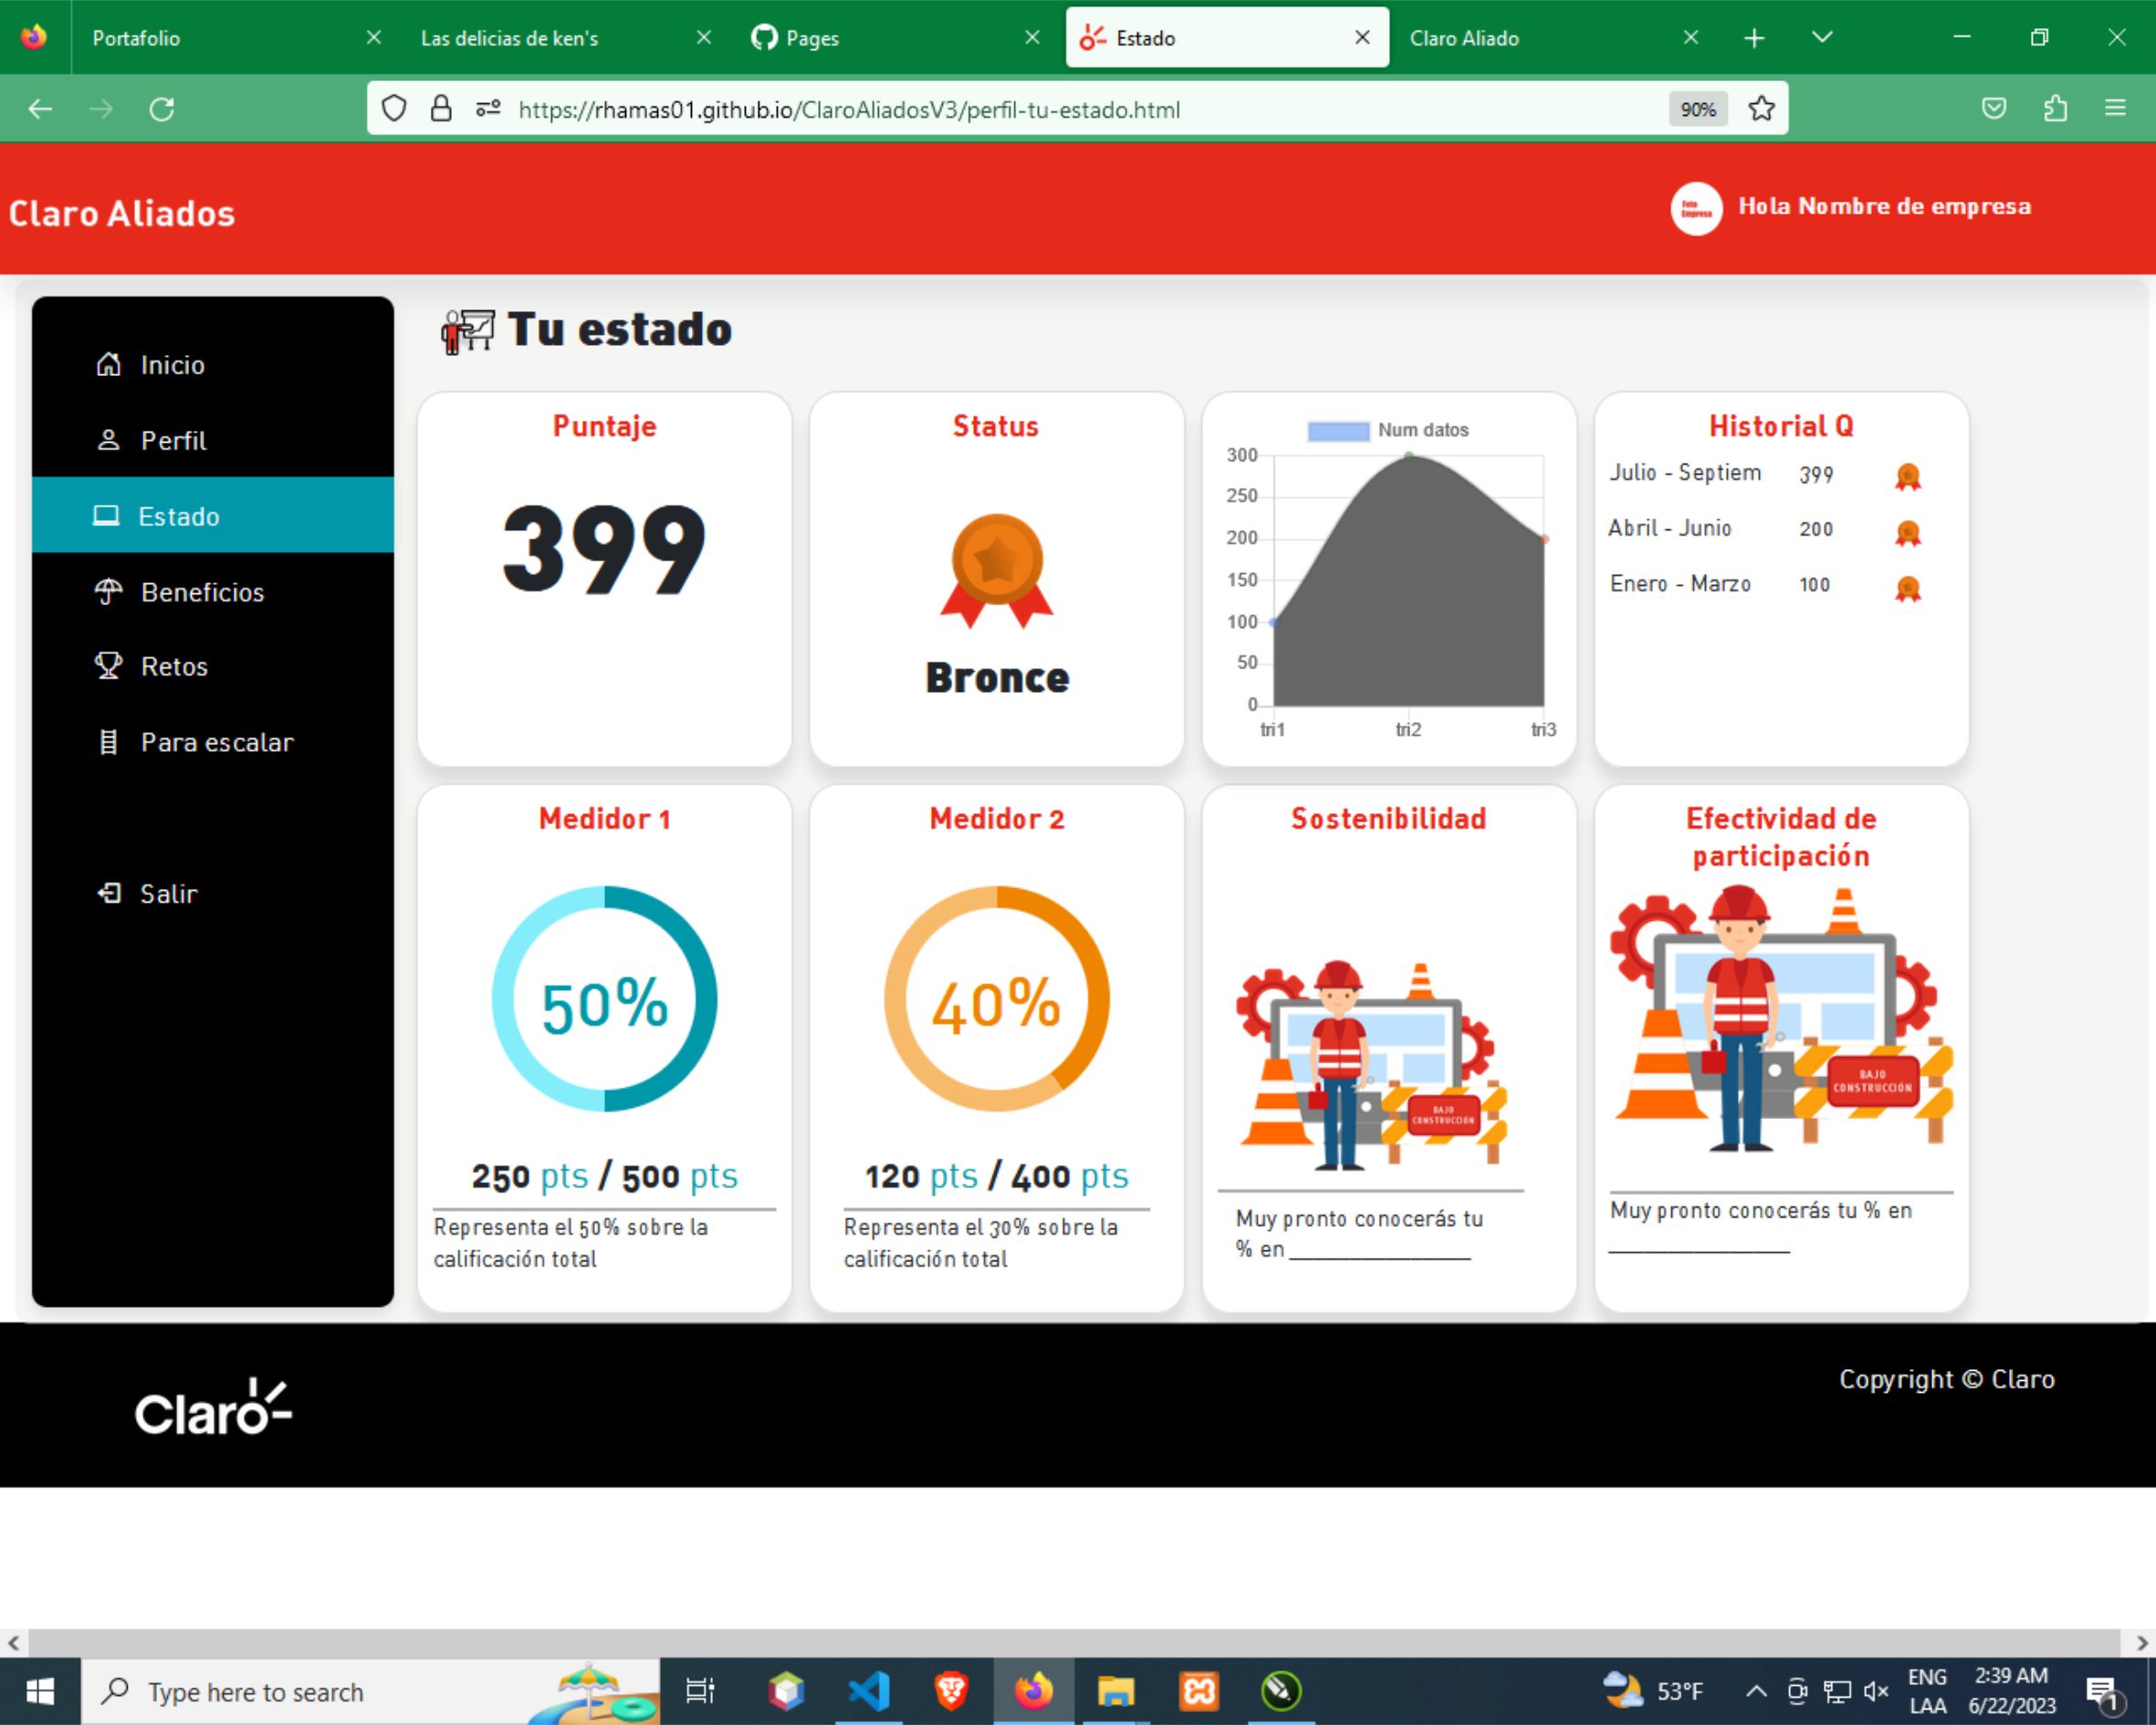 Portafolio
Las delicias de ken's
Pages
Estado
Claro Aliado
https://rhamas01.github.io/ClaroAliadosV3/perfil-tu-estado.html
90%
Claro Aliados
Foto
Empresa
Hola Nombre de empresa
Inicio
Perfil
Estado
Beneficios
Retos
Para escalar
Salir
Tu estado
Puntaje
399
Status
Bronce
Num datos
300
250
200
150
100
50
0
tri1 tri2 tri3
Historial Q
Julio - Septiem 399
Abril - Junio 200
Enero - Marzo 100
Medidor 1
50%
250 pts / 500 pts
Representa el 50% sobre la
calificación total
Medidor 2
40%
120 pts / 400 pts
Representa el 30% sobre la
calificación total
Sostenibilidad
BAJO
CONSTRUCCIÓN
Muy pronto conocerás tu
% en _______________
Efectividad de
participación
BAJO
CONSTRUCCIÓN
Muy pronto conocerás tu % en
_______________
Claro
Copyright © Claro
Type here to search
53°F
ENG
LAA
2:39 AM
6/22/2023
1